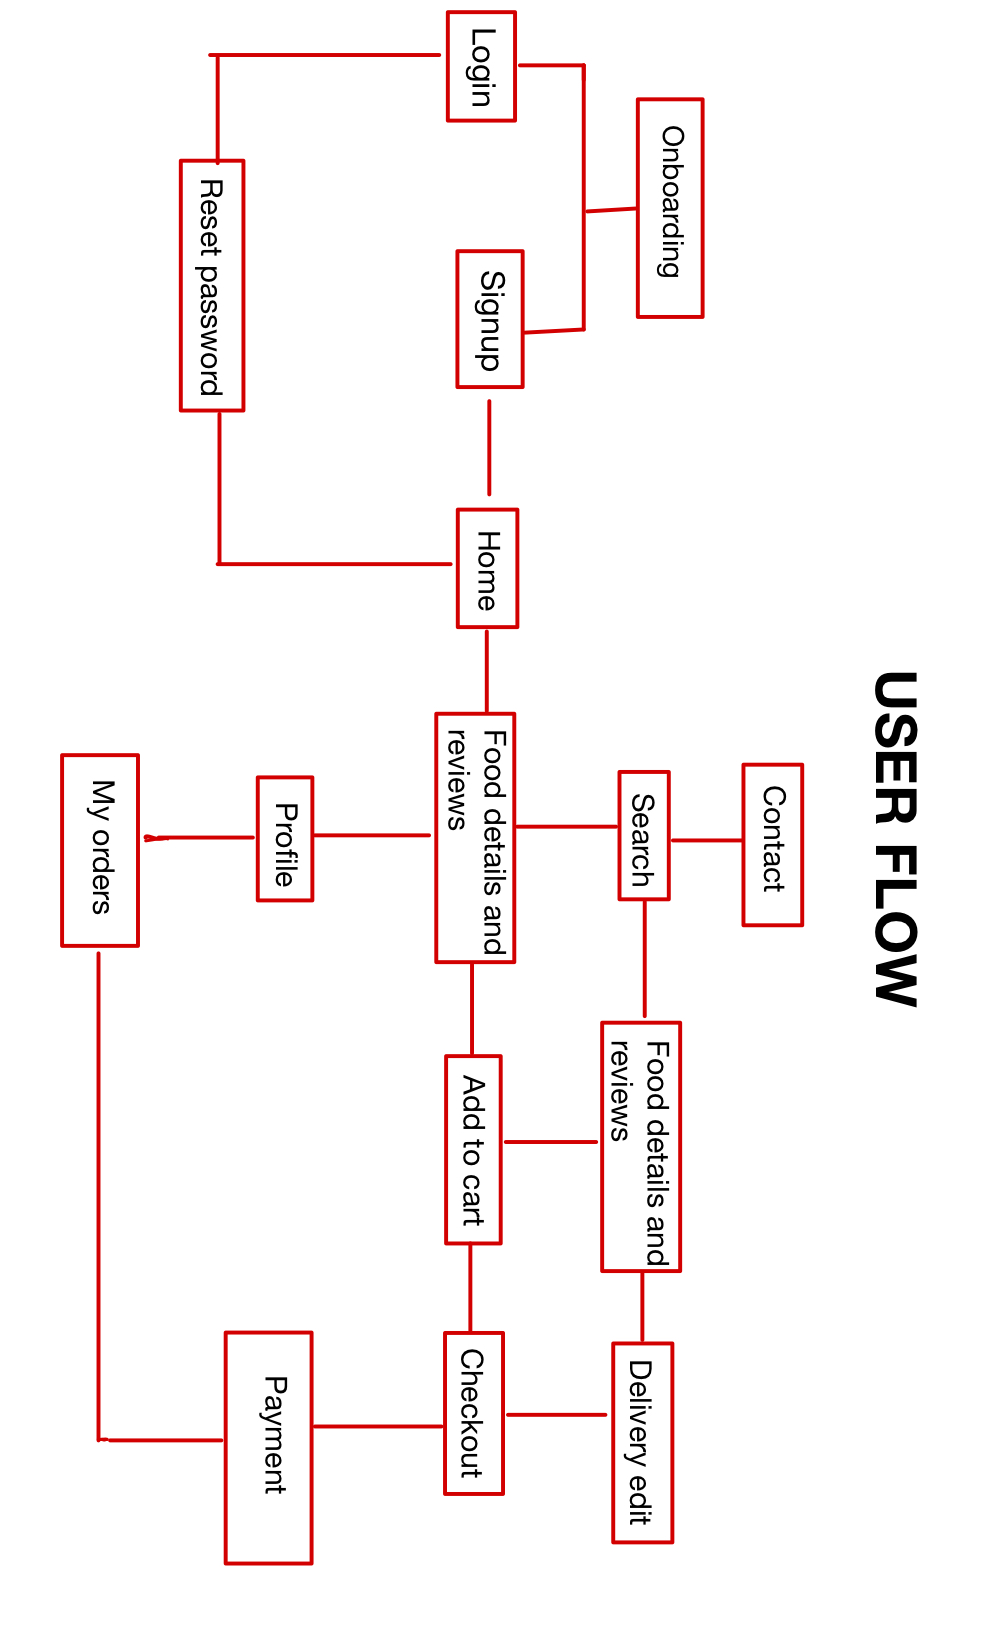 USER FLOW
Contact
Onboarding
Search
Food details and
reviews
Delivery edit
Login
Signup
Home
Food details and
reviews
Add to cart
Checkout
Profile
Payment
Reset password
My orders